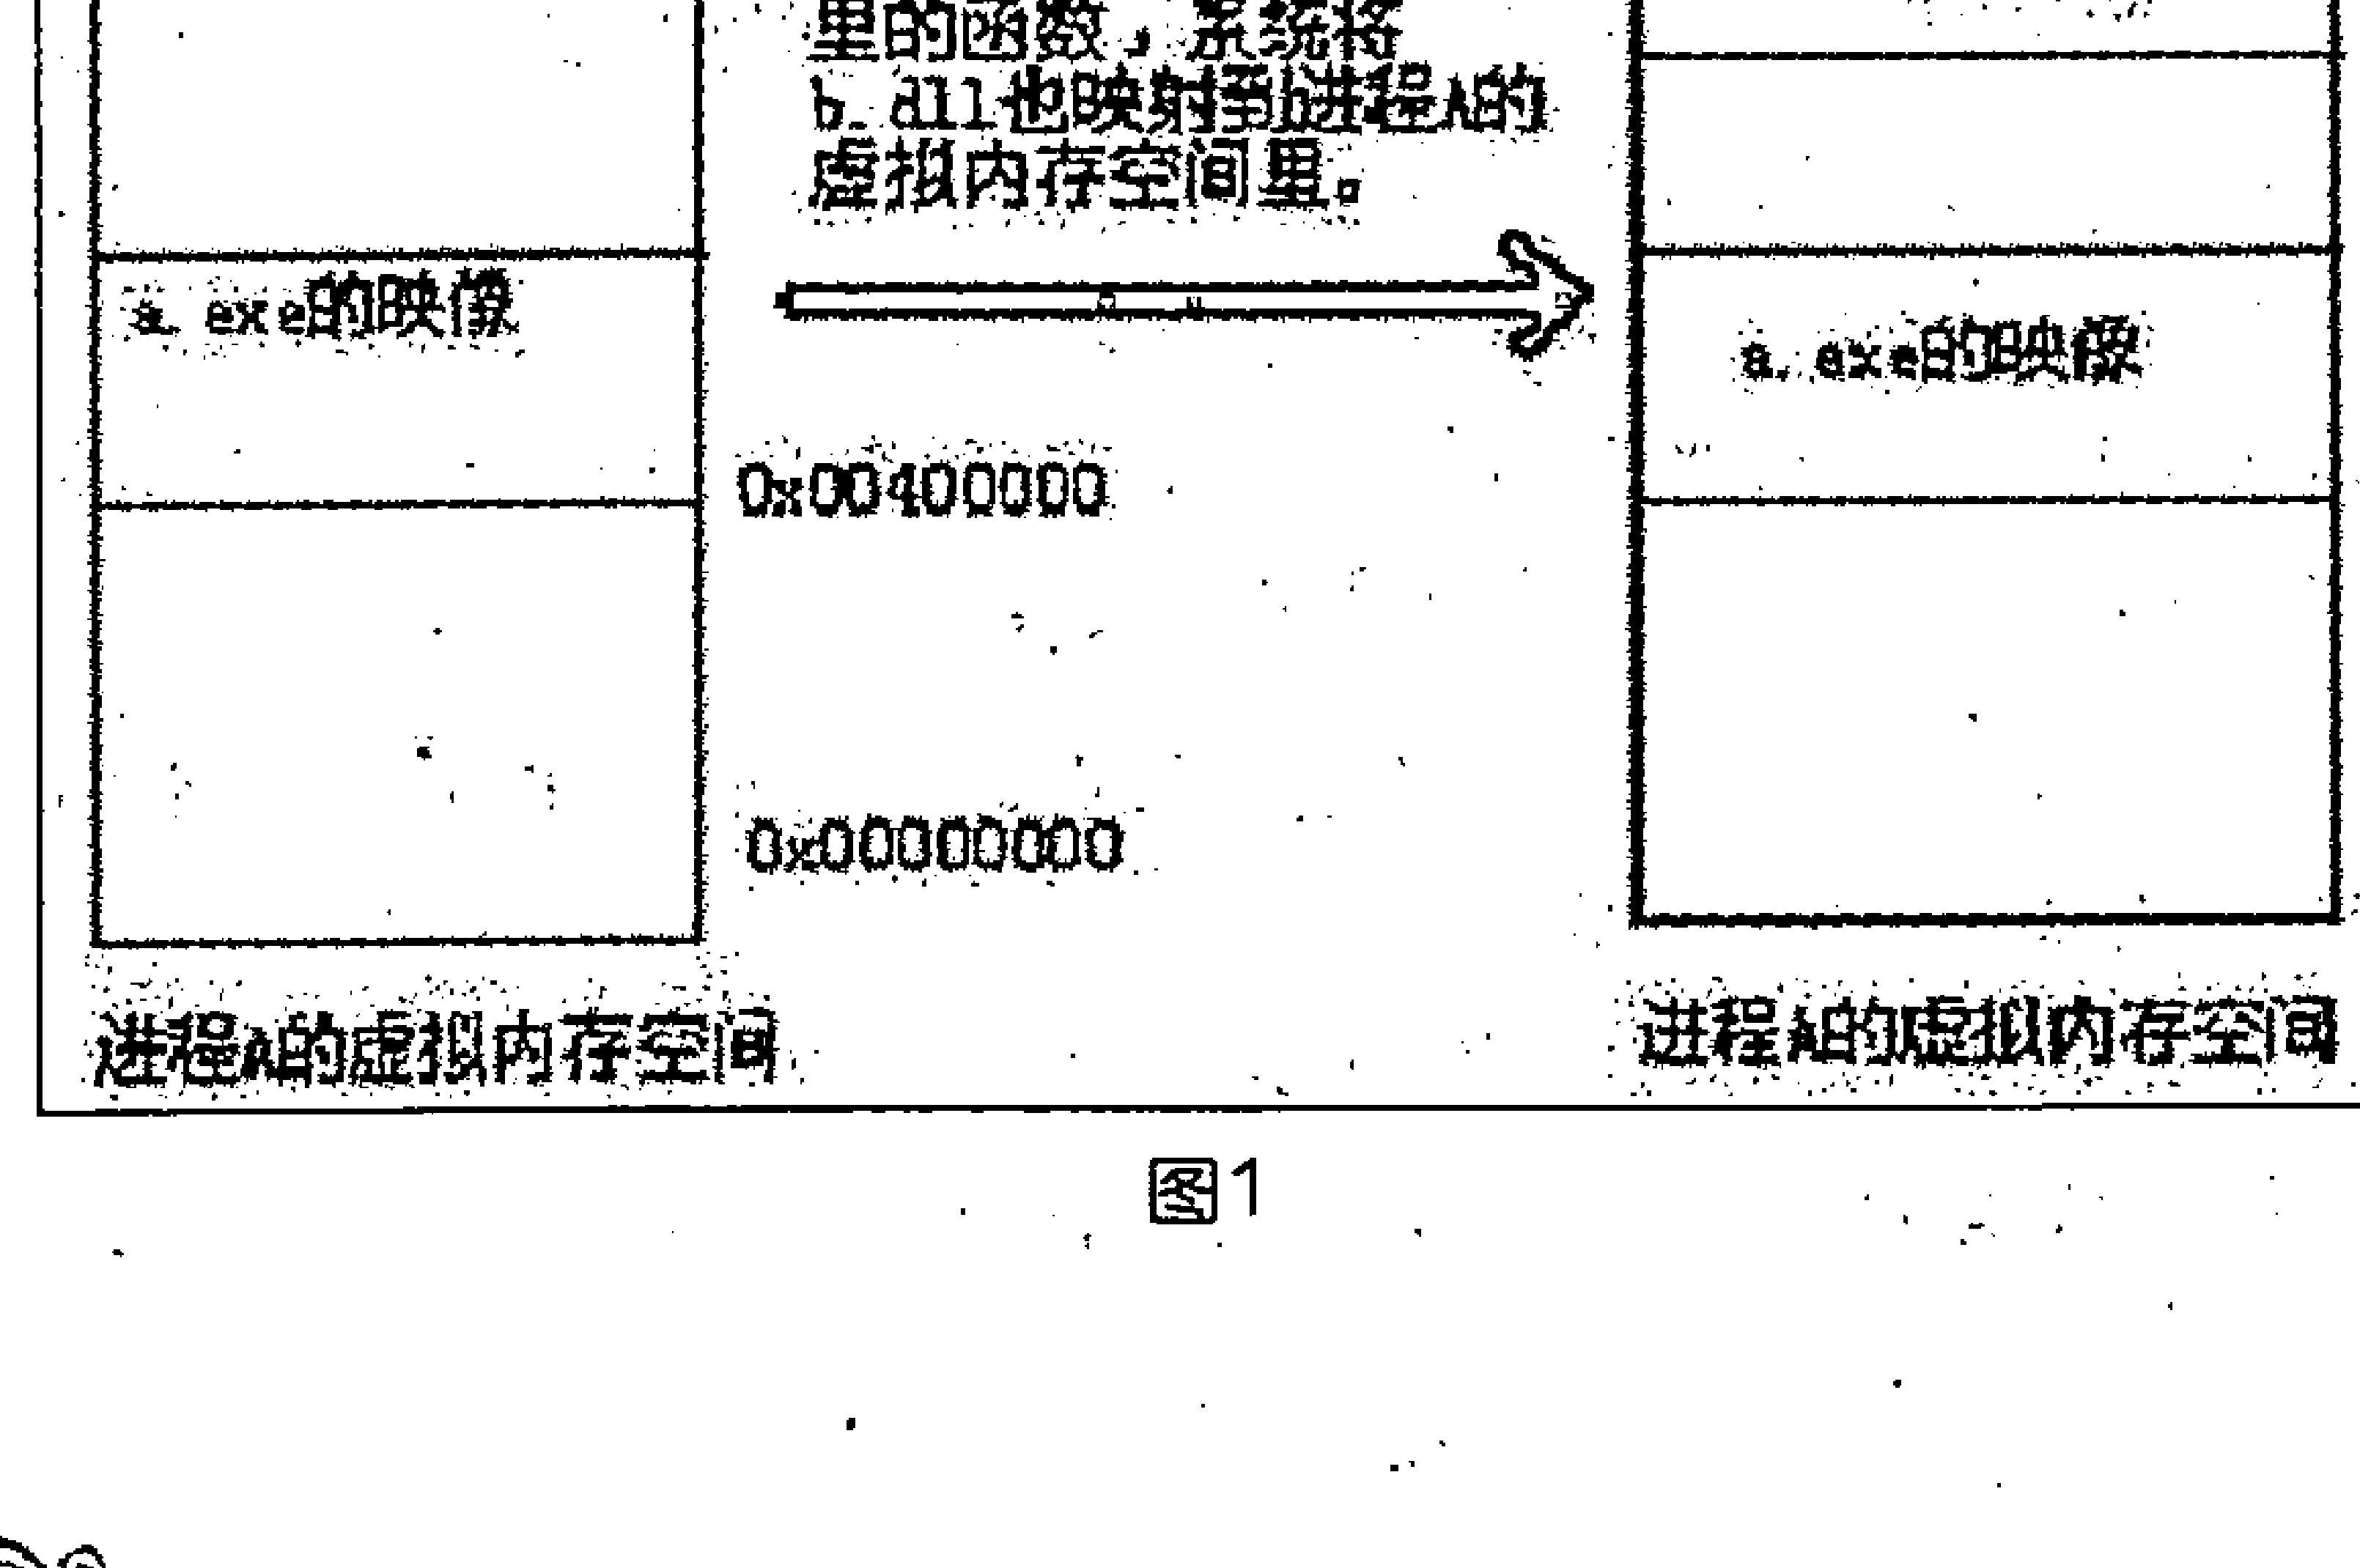 里的函数，系统将
b.dll也映射到b进程A的
虚拟内存空间里。
a.exe的映像
a.exe的映像
0x00400000
0x00000000
进程A的虚拟内存空间
进程A的虚拟内存空间
图1